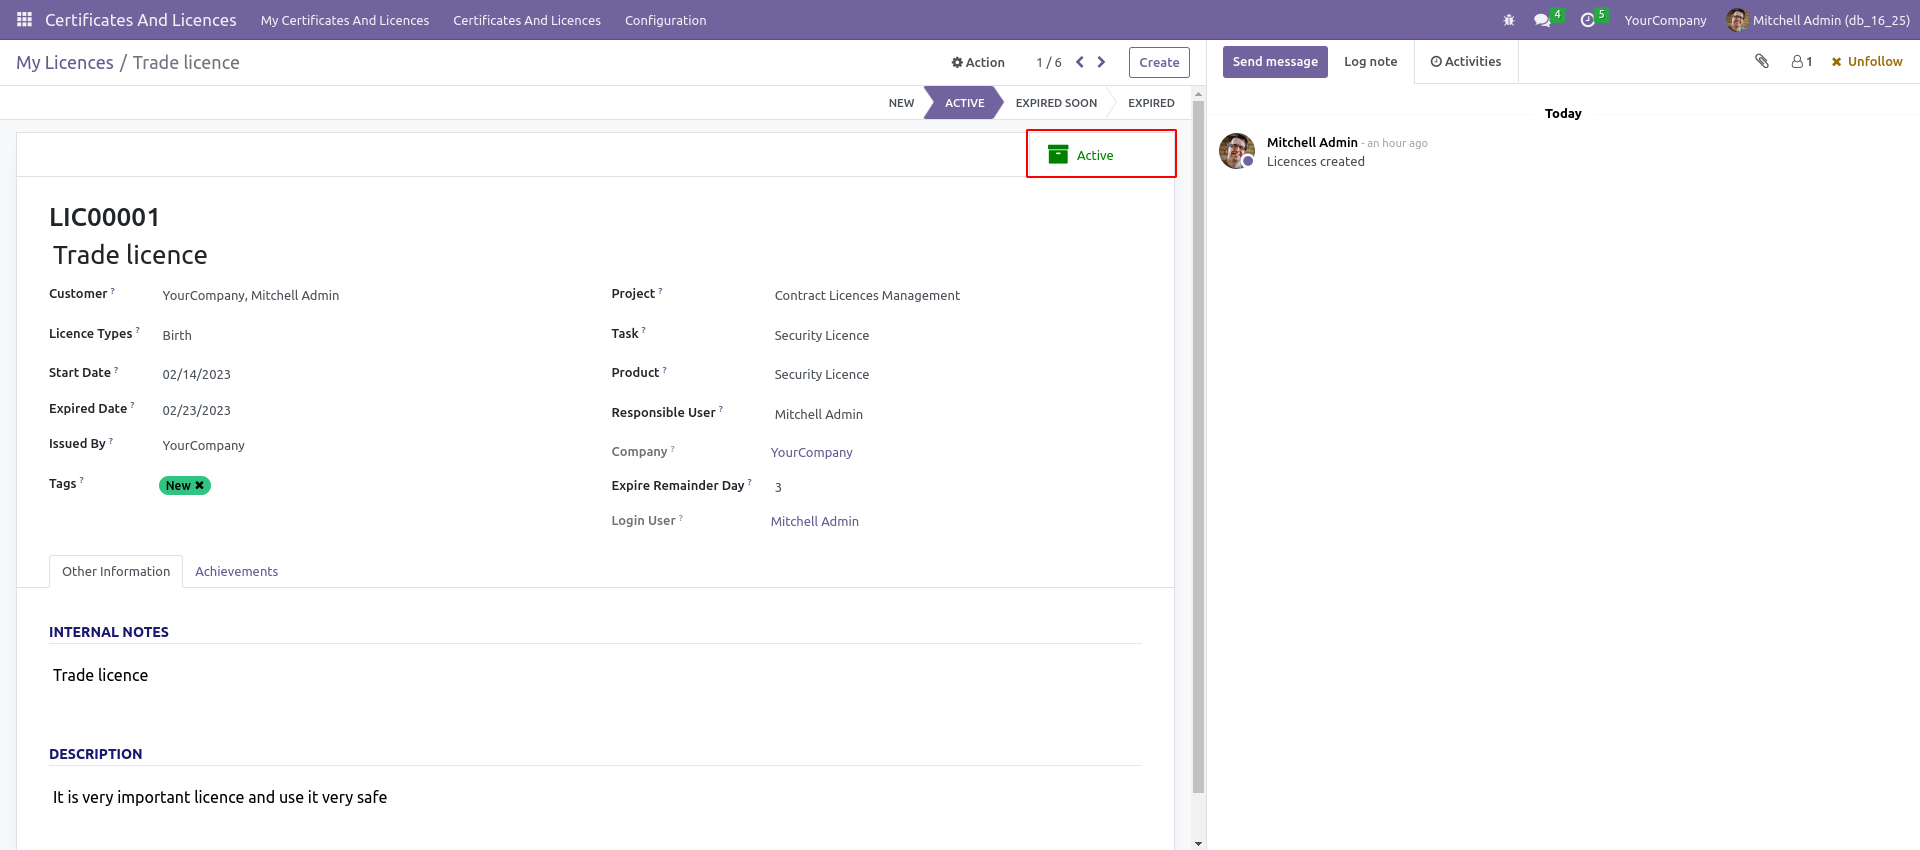 Certificates And Licences My Certificates And Licences Certificates And Licences Configuration 4 5 YourCompany Mitchell Admin (db_16_25)
My Licences / Trade licence Action 1 / 6 Create Send message Log note Activities 1 Unfollow
NEW ACTIVE EXPIRED SOON EXPIRED
Today
Active
Mitchell Admin - an hour ago
Licences created
LIC00001
Trade licence
Customer ? YourCompany, Mitchell Admin Project ? Contract Licences Management
Licence Types ? Birth Task ? Security Licence
Start Date ? 02/14/2023 Product ? Security Licence
Expired Date ? 02/23/2023 Responsible User ? Mitchell Admin
Issued By ? YourCompany Company ? YourCompany
Tags ? New Expire Remainder Day ? 3
Login User ? Mitchell Admin
Other Information Achievements
INTERNAL NOTES
Trade licence
DESCRIPTION
It is very important licence and use it very safe